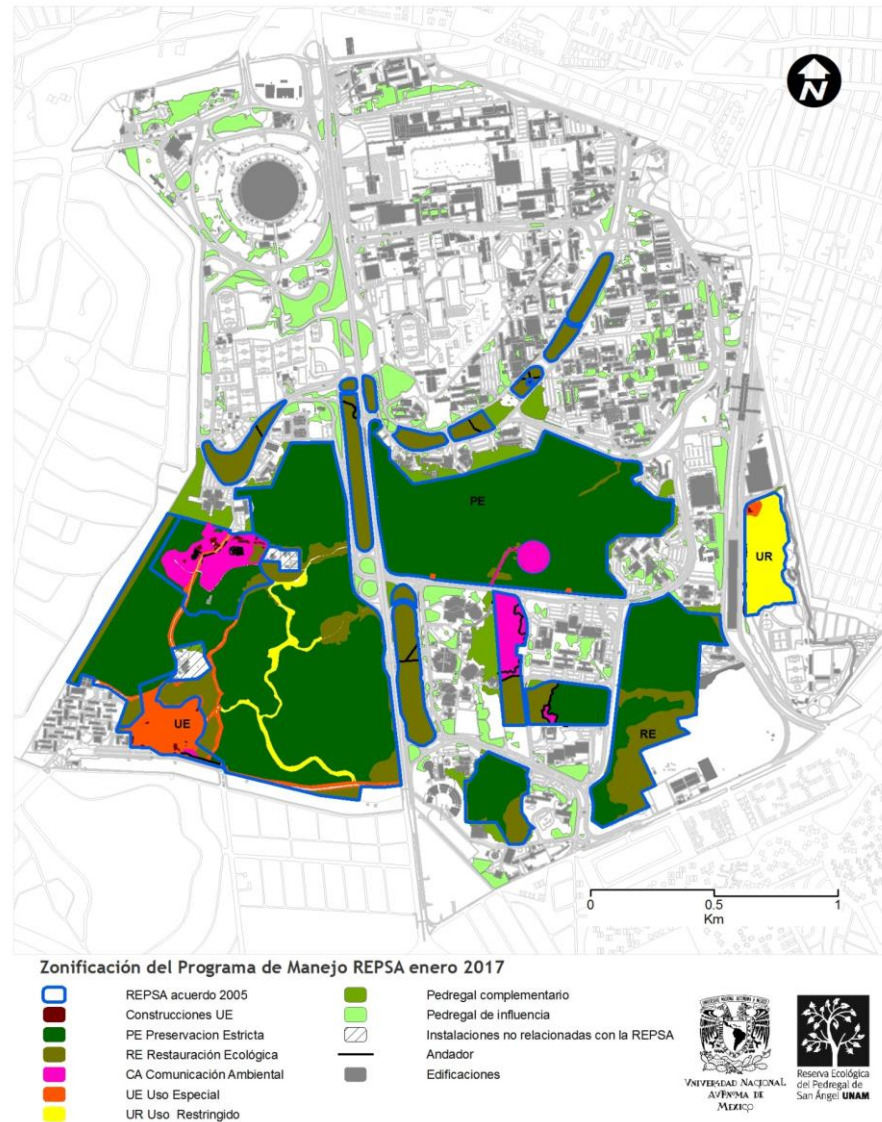 N
PE
UR
UE
RE
0
0.5
1
Km
Zonificación del Programa de Manejo REPSA enero 2017
REPSA acuerdo 2005
Construcciones UE
PE Preservacion Estricta
RE Restauración Ecológica
CA Comunicación Ambiental
UE Uso Especial
UR Uso Restringido
Pedregal complementario
Pedregal de influencia
Instalaciones no relacionadas con la REPSA
Andador
Edificaciones
VNIVERSDAD NACIONAL
AVTNOMA DE
MEXICO
Reserva Ecológica
del Pedregal de
San Ángel UNAM